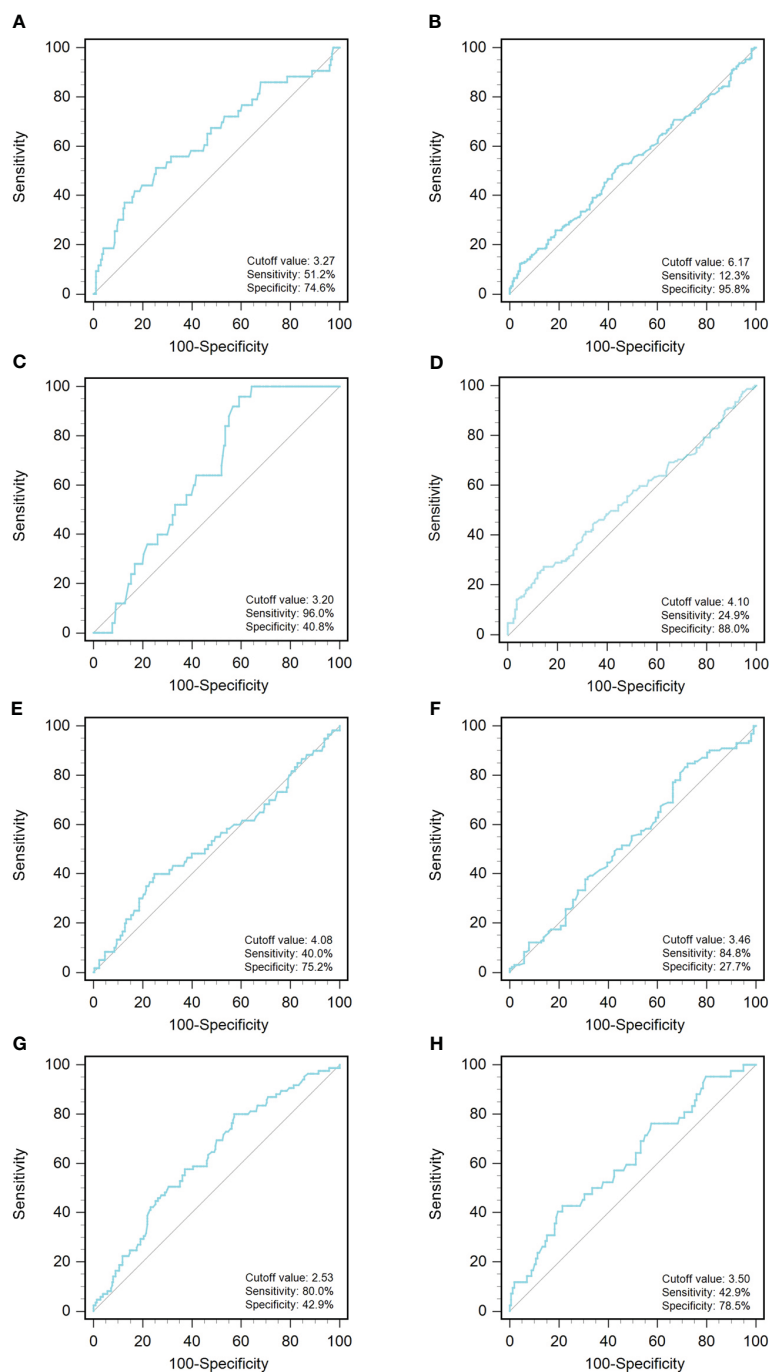 A
100
80
60
40
20
0
Sensitivity
Cutoff value: 3.27
Sensitivity: 51.2%
Specificity: 74.6%
0 20 40 60 80 100
100-Specificity
B
100
80
60
40
20
0
Sensitivity
Cutoff value: 6.17
Sensitivity: 12.3%
Specificity: 95.8%
0 20 40 60 80 100
100-Specificity
C
100
80
60
40
20
0
Sensitivity
Cutoff value: 3.20
Sensitivity: 96.0%
Specificity: 40.8%
0 20 40 60 80 100
100-Specificity
D
100
80
60
40
20
0
Sensitivity
Cutoff value: 4.10
Sensitivity: 24.9%
Specificity: 88.0%
0 20 40 60 80 100
100-Specificity
E
100
80
60
40
20
0
Sensitivity
Cutoff value: 4.08
Sensitivity: 40.0%
Specificity: 75.2%
0 20 40 60 80 100
100-Specificity
F
100
80
60
40
20
0
Sensitivity
Cutoff value: 3.46
Sensitivity: 84.8%
Specificity: 27.7%
0 20 40 60 80 100
100-Specificity
G
100
80
60
40
20
0
Sensitivity
Cutoff value: 2.53
Sensitivity: 80.0%
Specificity: 42.9%
0 20 40 60 80 100
100-Specificity
H
100
80
60
40
20
0
Sensitivity
Cutoff value: 3.50
Sensitivity: 42.9%
Specificity: 78.5%
0 20 40 60 80 100
100-Specificity